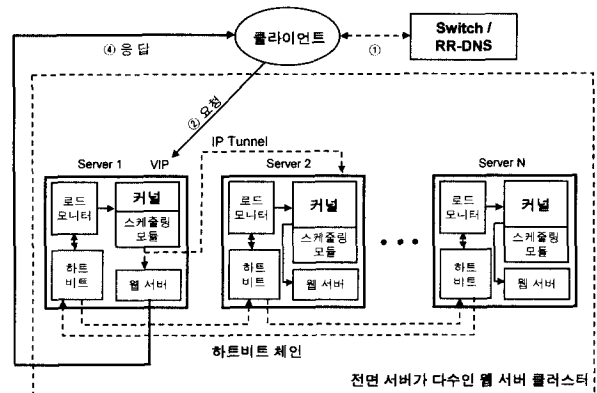 ④ 응 답
클라이언트
①
Switch /
RR-DNS
② 요청
IP Tunnel
Server 1
VIP
로드
모니터
커널
스케줄링
모듈
하트
비트
웹 서버
Server 2
로드
모니터
커널
스케줄링
모듈
하트
비트
웹 서버
Server N
로드
모니터
커널
스케줄링
모듈
하트
비트
웹 서버
하트비트 체인
전면 서버가 다수인 웹 서버 클러스터